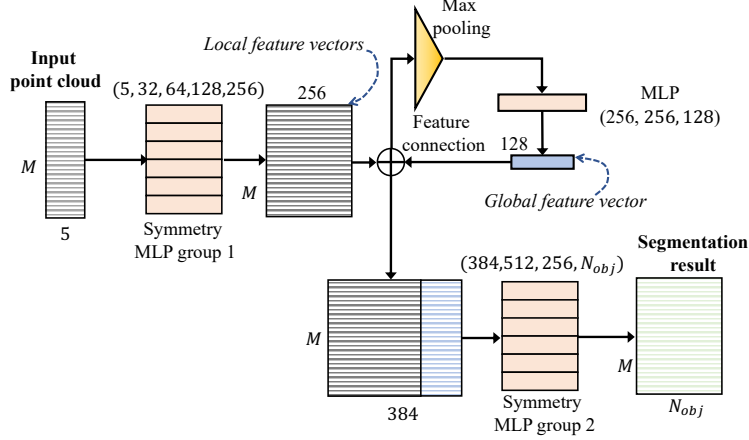 Max
pooling
Local feature vectors
Input
point cloud
(5, 32, 64,128,256)
256
MLP
(256, 256, 128)
Feature
connection
128
M
M
5
Symmetry
MLP group 1
Global feature vector
(384,512, 256, N_obj)
Segmentation
result
M
M
384
Symmetry
MLP group 2
N_obj